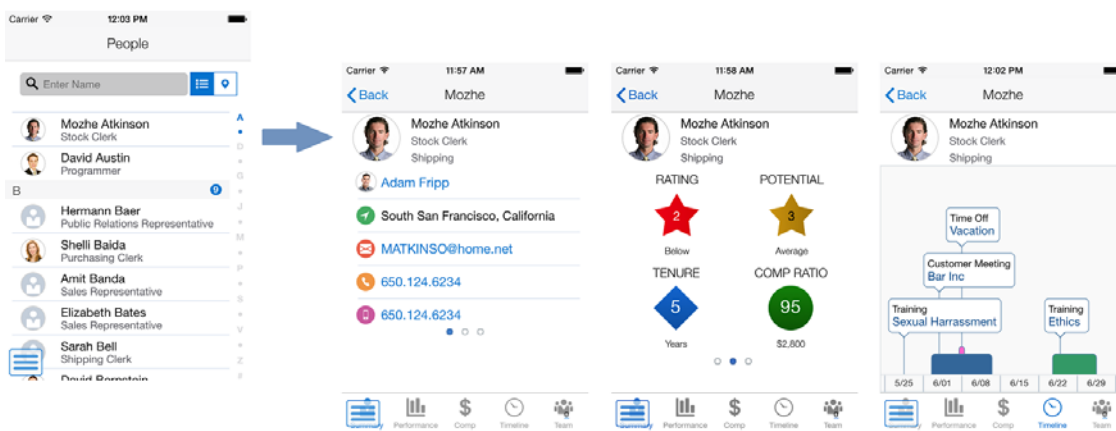 Carrier 12:03 PM
People
Enter Name
Mozhe Atkinson
Stock Clerk
David Austin
Programmer
B 9
Hermann Baer
Public Relations Representative
Shelli Baida
Purchasing Clerk
Amit Banda
Sales Representative
Elizabeth Bates
Sales Representative
Sarah Bell
Shipping Clerk
David Bernstein
A
D
G
J
M
P
S
V
Z
#
Carrier 11:57 AM
Back Mozhe
Mozhe Atkinson
Stock Clerk
Shipping
Adam Fripp
South San Francisco, California
MATKINSO@home.net
650.124.6234
650.124.6234
Summary Performance Comp Timeline Team
Carrier 11:58 AM
Back Mozhe
Mozhe Atkinson
Stock Clerk
Shipping
RATING POTENTIAL
2 3
Below Average
TENURE COMP RATIO
5 95
Years $2,800
Summary Performance Comp Timeline Team
Carrier 12:02 PM
Back Mozhe
Mozhe Atkinson
Stock Clerk
Shipping
Time Off
Vacation
Customer Meeting
Bar Inc
Training
Sexual Harrassment
Training
Ethics
5/25 6/01 6/08 6/15 6/22 6/29
Summary Performance Comp Timeline Team